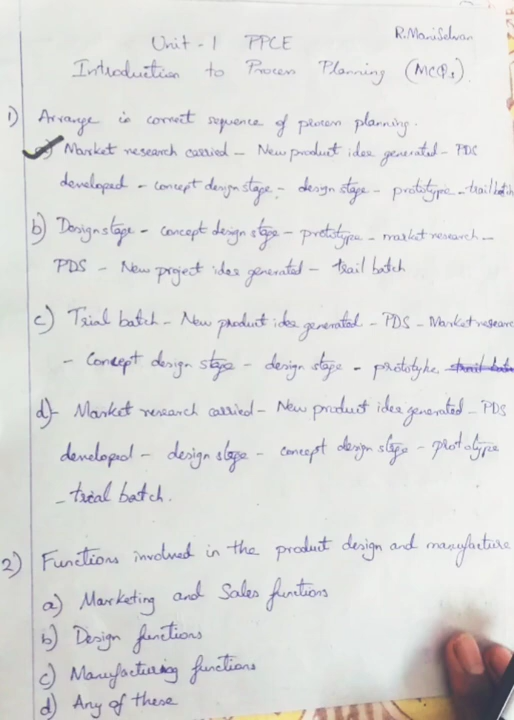 R.ManiSelvan
Unit - 1 PPCE
Introduction to Process Planning (MCQs)
1) Arrange in correct sequence of process planning.
a) Market research carried - New product idea generated - PDS
developed - concept design stage - design stage - prototype - trail batch
b) Design stage - concept design stage - prototype - market research -
PDS - New project idea generated - trail batch
c) Trial batch - New product idea generated - PDS - Market research
- Concept design stage - design stage - prototype
d) - Market research carried - New product idea generated - PDS
developed - design stage - concept design stage - prototype
- trial batch.
2) Functions involved in the product design and manufacture
a) Marketing and Sales functions
b) Design functions
c) Manufacturing functions
d) Any of these